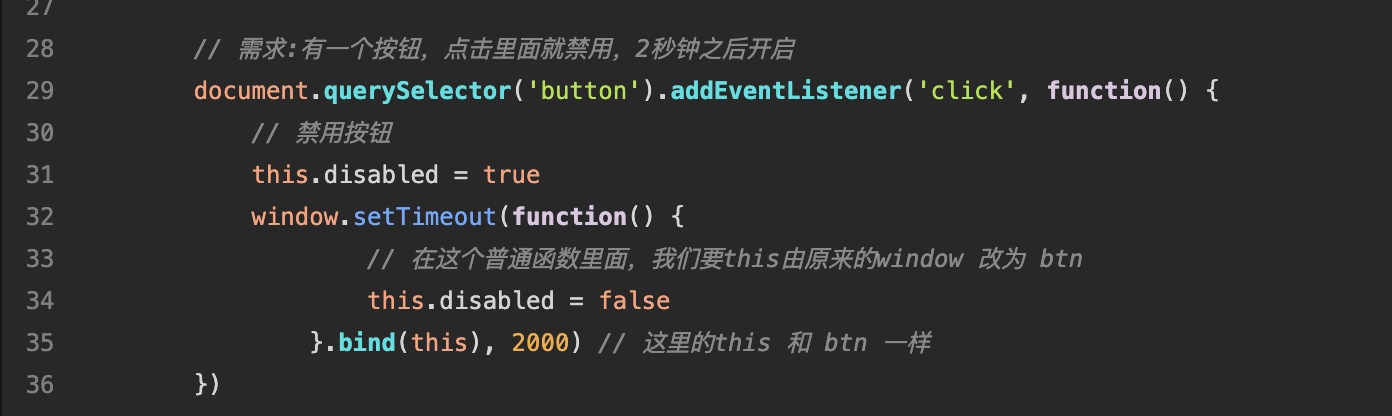 27
28 // 需求:有一个按钮，点击里面就禁用，2秒钟之后开启
29 document.querySelector('button').addEventListener('click', function() {
30 // 禁用按钮
31 this.disabled = true
32 window.setTimeout(function() {
33 // 在这个普通函数里面，我们要this由原来的window 改为 btn
34 this.disabled = false
35 }.bind(this), 2000) // 这里的this 和 btn 一样
36 })